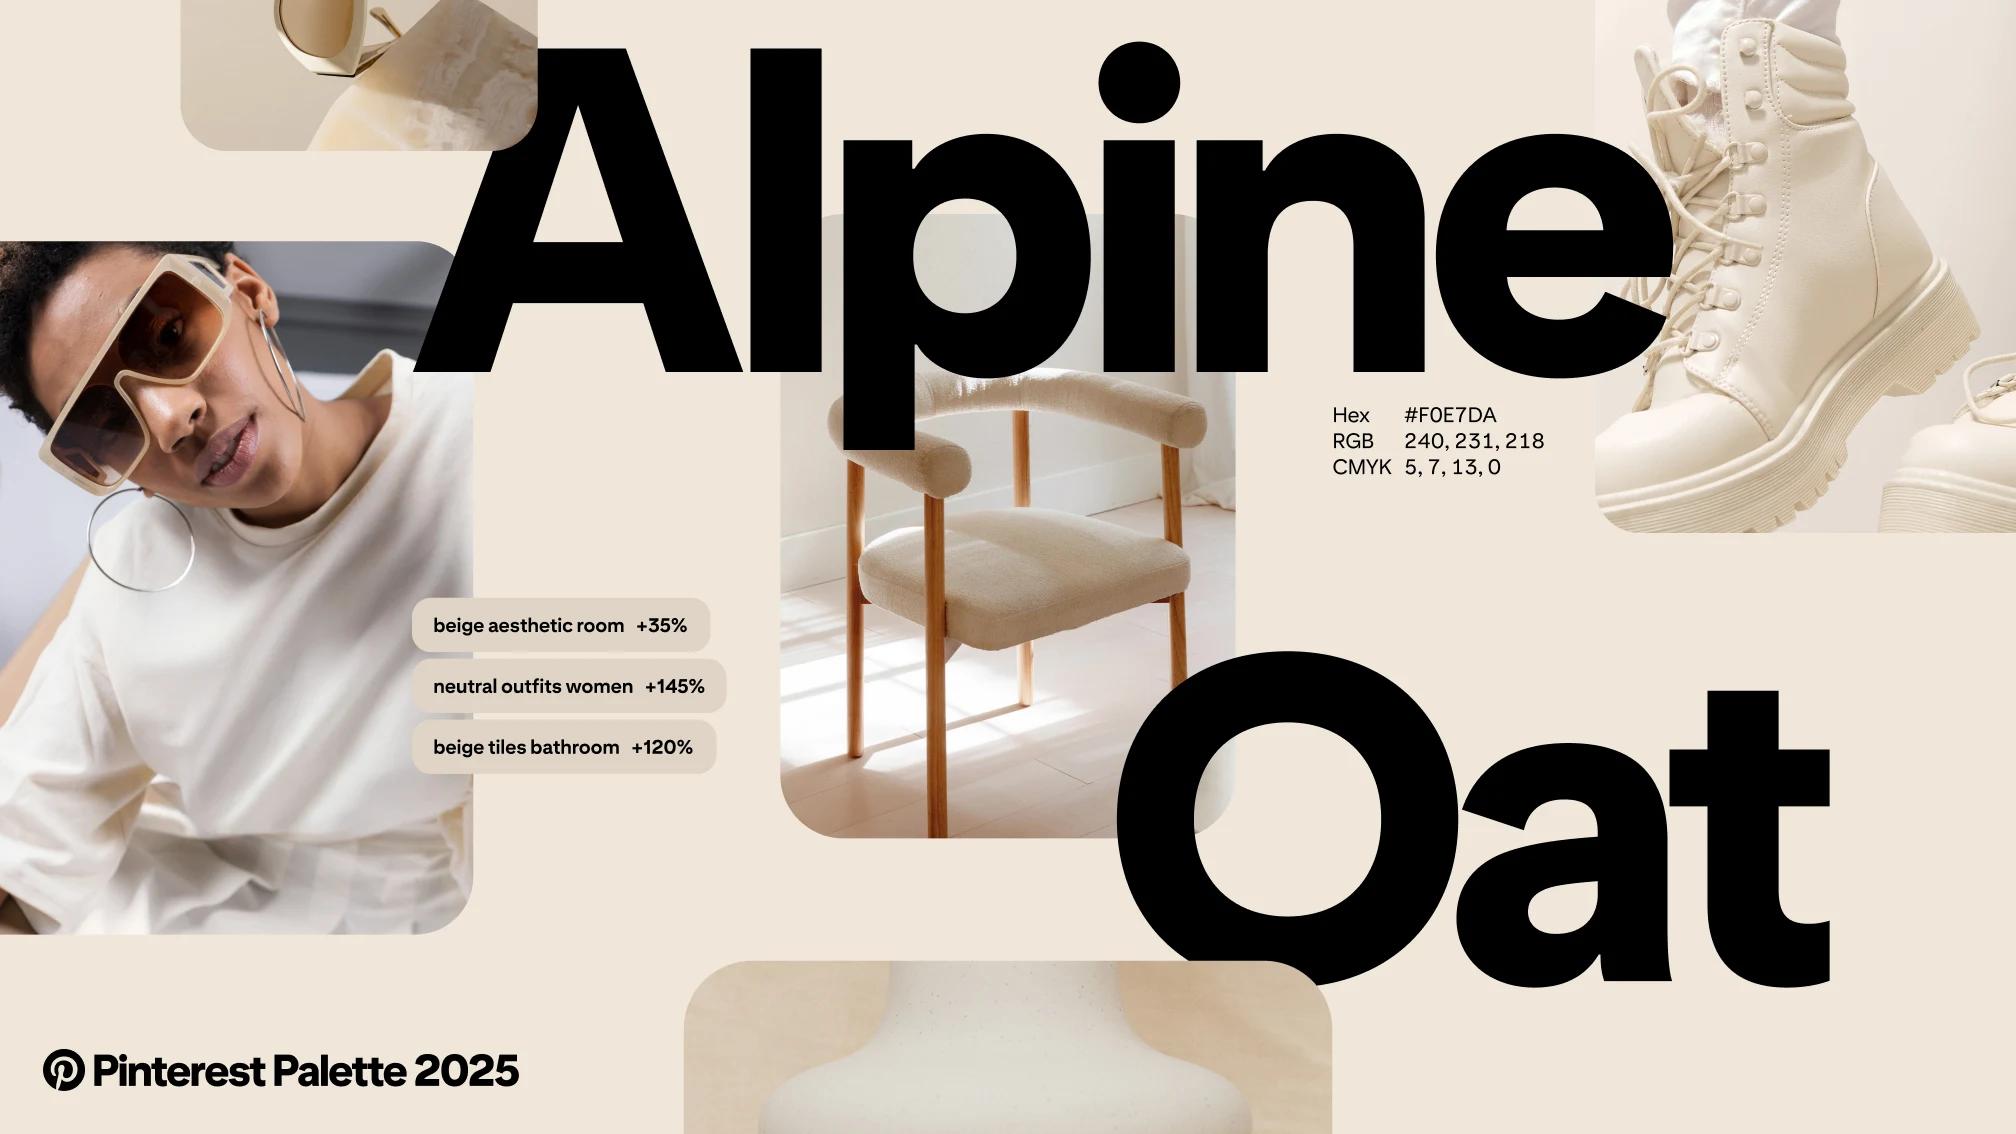 Alpine
Hex #F0E7DA
RGB 240, 231, 218
CMYK 5, 7, 13, 0
beige aesthetic room +35%
neutral outfits women +145%
beige tiles bathroom +120%
Oat
Pinterest Palette 2025